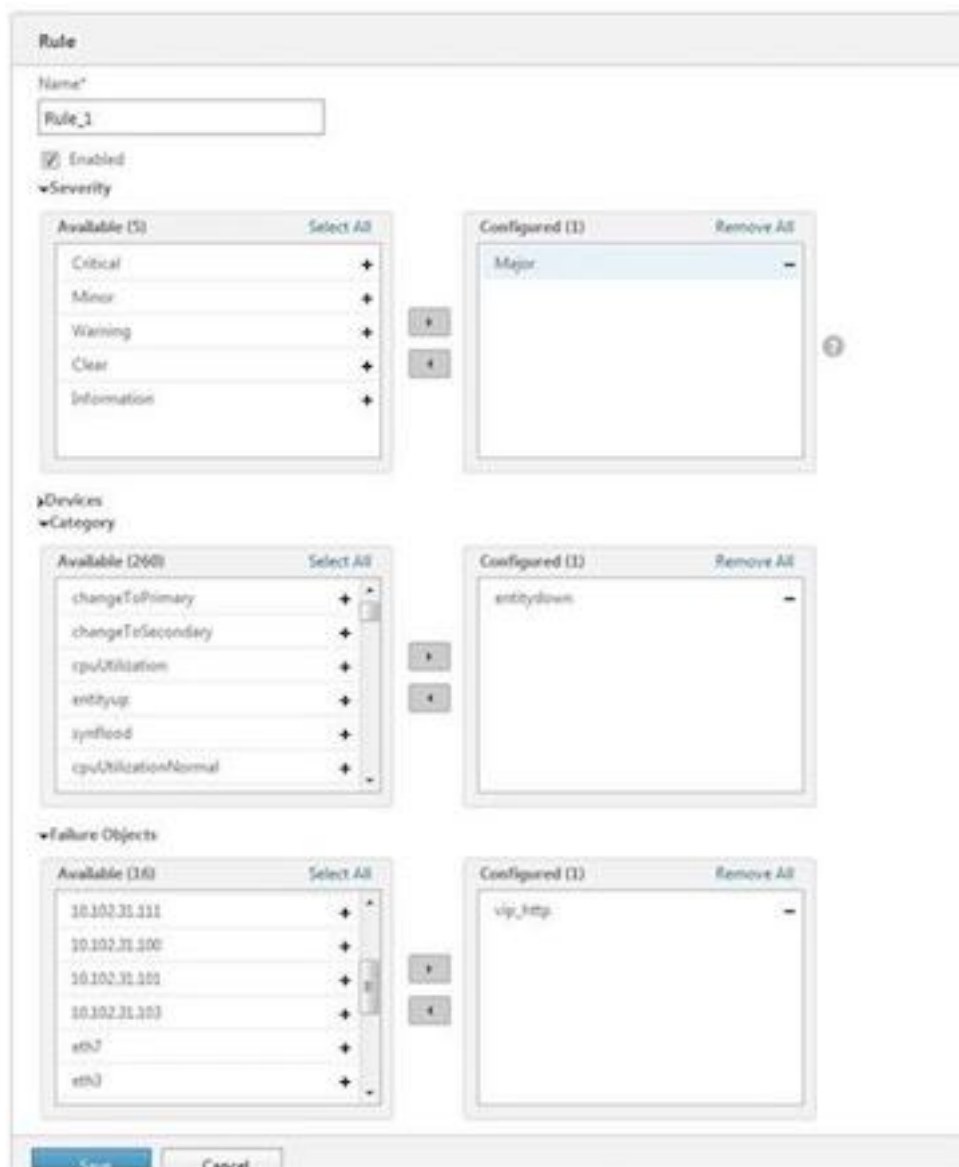 Rule
Name*
Rule_1
Enabled
Severity
Available (5) Select All
Critical
Minor
Warning
Clear
Information
Configured (1) Remove All
Major
?
Devices
Category
Available (260) Select All
changeToPrimary
changeToSecondary
cpuUtilization
entityup
synflood
cpuUtilizationNormal
Configured (1) Remove All
entitydown
Failure Objects
Available (16) Select All
10.102.31.111
10.102.31.100
10.102.31.101
10.102.31.103
eth7
eth3
Configured (1) Remove All
vip_http
Save Cancel